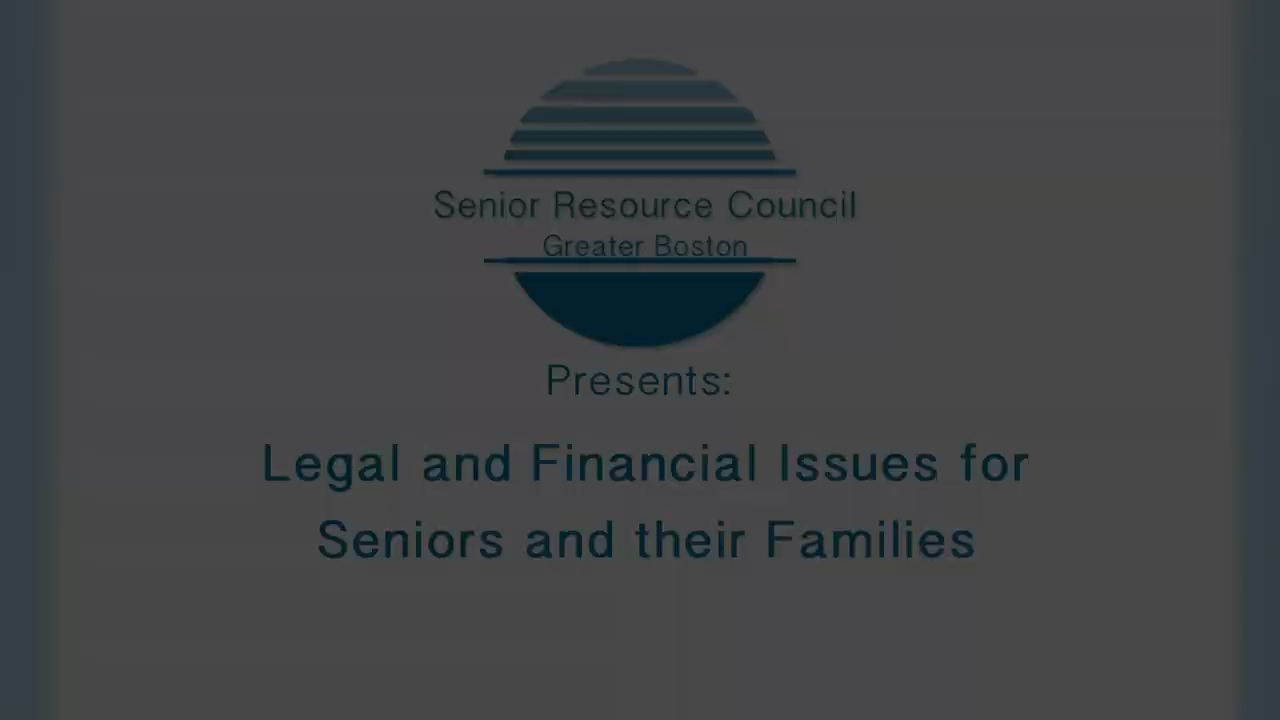 Senior Resource Council
Greater Boston
Presents:
Legal and Financial Issues for
Seniors and their Families